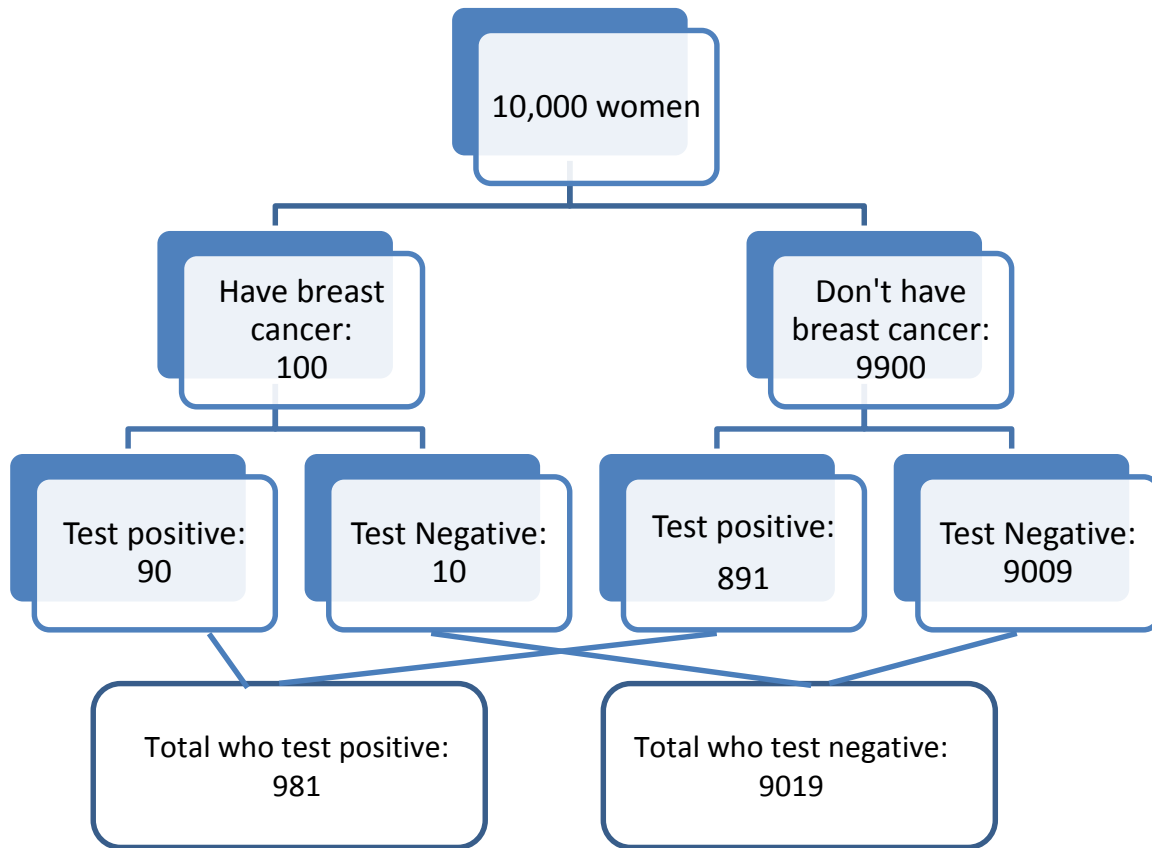 10,000 women
Have breast
cancer:
100
Don't have
breast cancer:
9900
Test positive:
90
Test Negative:
10
Test positive:
891
Test Negative:
9009
Total who test positive:
981
Total who test negative:
9019